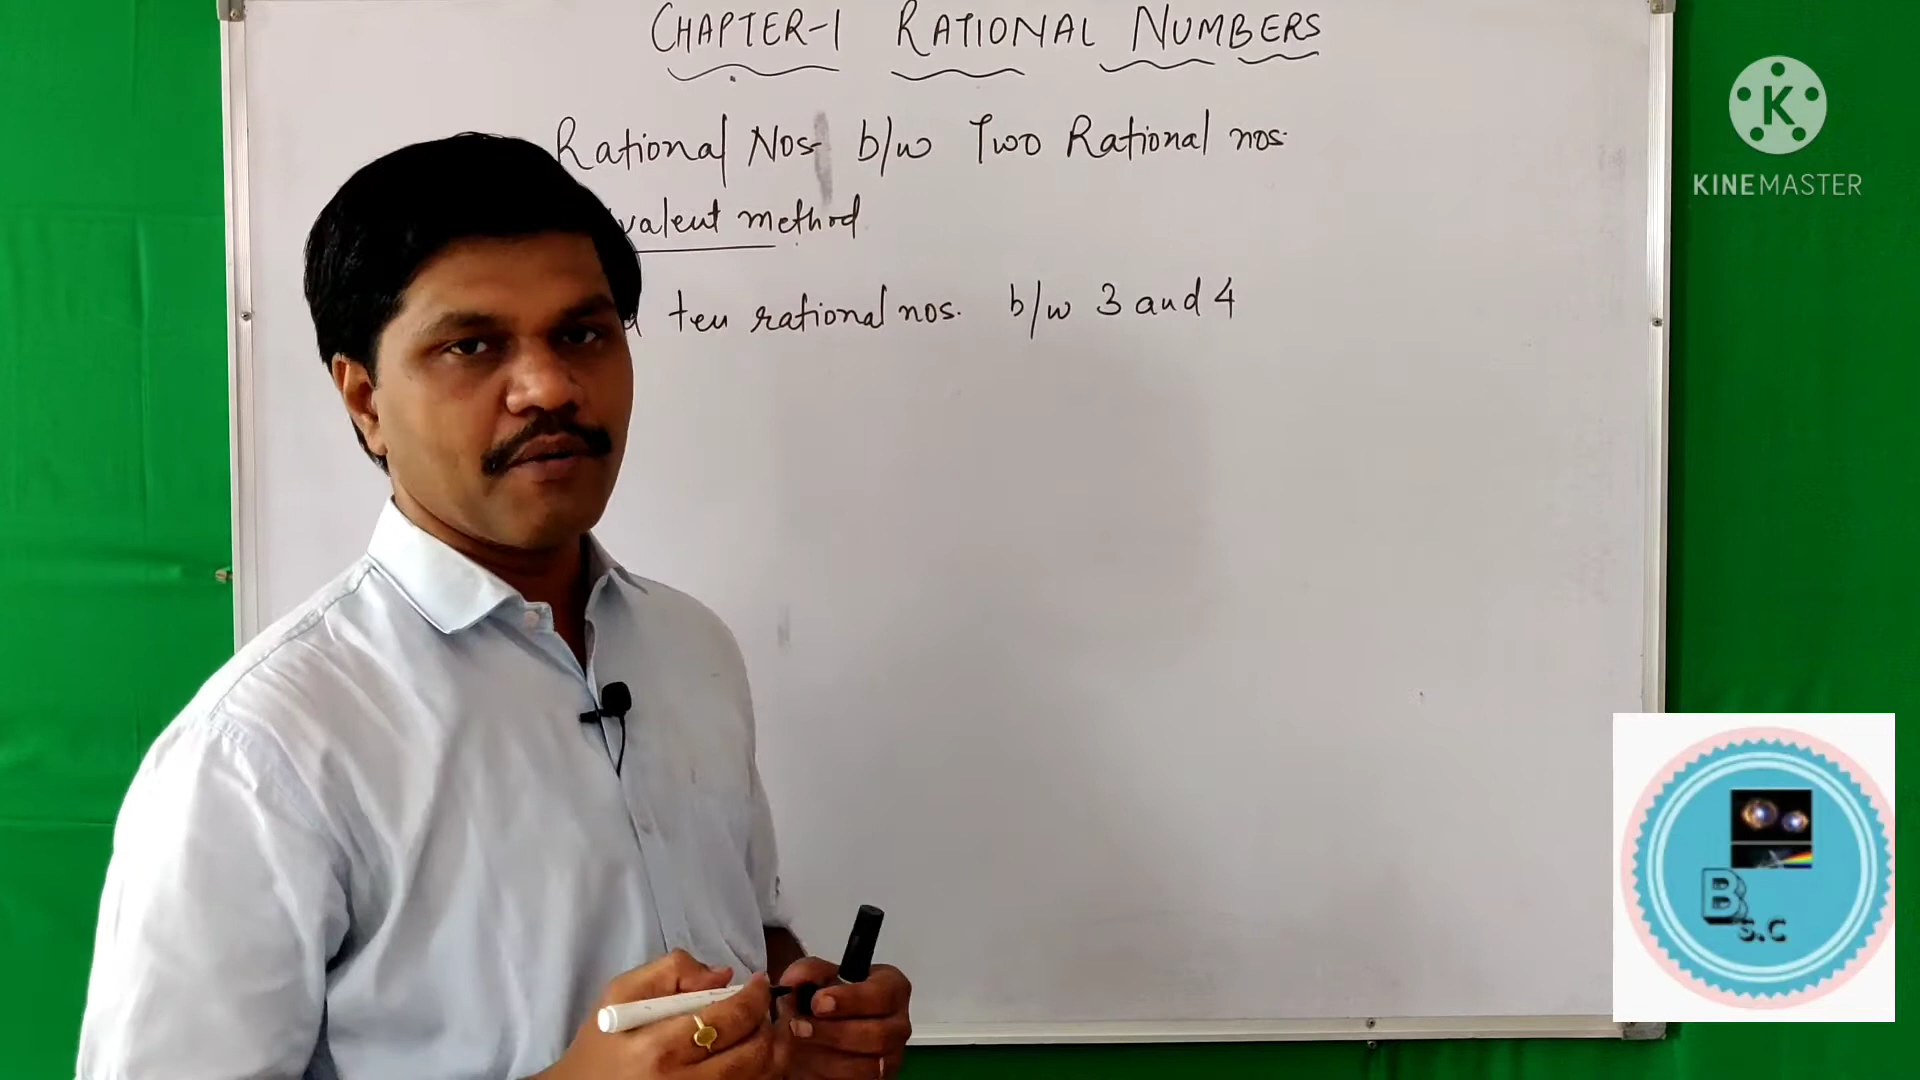 CHAPTER-1 RATIONAL NUMBERS
Rational Nos b/w Two Rational nos.
valent method
ten rational nos. b/w 3 and 4
K
KINEMASTER
B
S.C